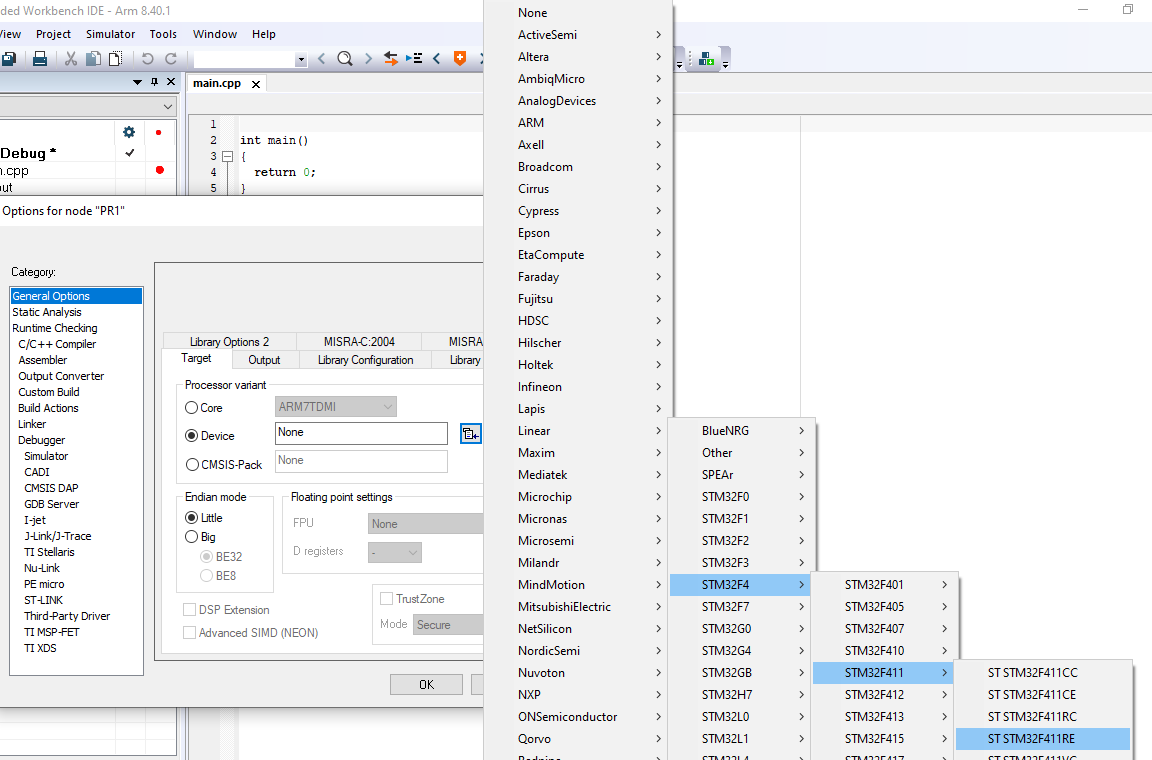 ded Workbench IDE - Arm 8.40.1
View Project Simulator Tools Window Help
main.cpp
1
2 int main()
3 {
4 return 0;
5 }
Debug *
n.cpp
out
Options for node "PR1"
Category:
General Options
Static Analysis
Runtime Checking
C/C++ Compiler
Assembler
Output Converter
Custom Build
Build Actions
Linker
Debugger
Simulator
CADI
CMSIS DAP
GDB Server
I-jet
J-Link/J-Trace
TI Stellaris
Nu-Link
PE micro
ST-LINK
Third-Party Driver
TI MSP-FET
TI XDS
Library Options 2 MISRA-C:2004 MISRA
Target Output Library Configuration Library
Processor variant
Core ARM7TDMI
Device None
CMSIS-Pack None
Endian mode
Little
Big
BE32
BE8
Floating point settings
FPU None
D registers -
DSP Extension
Advanced SIMD (NEON)
TrustZone
Mode Secure
OK
None
ActiveSemi
Altera
AmbiqMicro
AnalogDevices
ARM
Axell
Broadcom
Cirrus
Cypress
Epson
EtaCompute
Faraday
Fujitsu
HDSC
Hilscher
Holtek
Infineon
Lapis
Linear
Maxim
Mediatek
Microchip
Micronas
Microsemi
Milandr
MindMotion
MitsubishiElectric
NetSilicon
NordicSemi
Nuvoton
NXP
ONSemiconductor
Qorvo
BlueNRG
Other
SPEAr
STM32F0
STM32F1
STM32F2
STM32F3
STM32F4
STM32F7
STM32G0
STM32G4
STM32GB
STM32H7
STM32L0
STM32L1
STM32L4
STM32F401
STM32F405
STM32F407
STM32F410
STM32F411
STM32F412
STM32F413
STM32F415
STM32F417
ST STM32F411CC
ST STM32F411CE
ST STM32F411RC
ST STM32F411RE
ST STM32F411VC